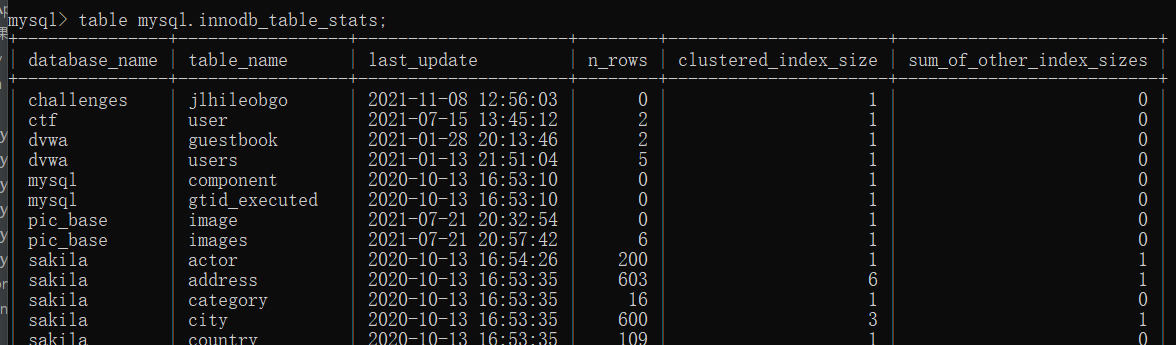 mysql> table mysql.innodb_table_stats;
database_name | table_name | last_update | n_rows | clustered_index_size | sum_of_other_index_sizes
challenges | jlhileobgo | 2021-11-08 12:56:03 | 0 | 1 | 0
ctf | user | 2021-07-15 13:45:12 | 2 | 1 | 0
dvwa | guestbook | 2021-01-28 20:13:46 | 2 | 1 | 0
dvwa | users | 2021-01-13 21:51:04 | 5 | 1 | 0
mysql | component | 2020-10-13 16:53:10 | 0 | 1 | 0
mysql | gtid_executed | 2020-10-13 16:53:10 | 0 | 1 | 0
pic_base | image | 2021-07-21 20:32:54 | 0 | 1 | 0
pic_base | images | 2021-07-21 20:57:42 | 6 | 1 | 0
sakila | actor | 2020-10-13 16:54:26 | 200 | 1 | 1
sakila | address | 2020-10-13 16:53:35 | 603 | 6 | 1
sakila | category | 2020-10-13 16:53:35 | 16 | 1 | 0
sakila | city | 2020-10-13 16:53:35 | 600 | 3 | 1
sakila | country | 2020-10-13 16:53:35 | 109 | 1 | 0